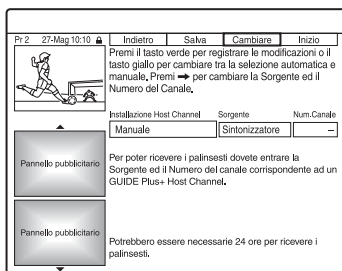 Pr 2 27-Mag 10:10 Indietro Salva Cambiare Inizio
Premi il tasto verde per registrare le modificazioni o il
tasto giallo per cambiare tra la selezione automatica e
manuale. Premi ➡ per cambiare la Sorgente ed il
Numero del Canale.
Installazione Host Channel Sorgente Num.Canale
Manuale Sintonizzatore –
Pannello pubblicitario
Per poter ricevere i palinsesti dovete entrare la
Sorgente ed il Numero del canale corrispondente ad un
GUIDE Plus+ Host Channel.
Pannello pubblicitario
Potrebbero essere necessarie 24 ore per ricevere i
palinsesti.